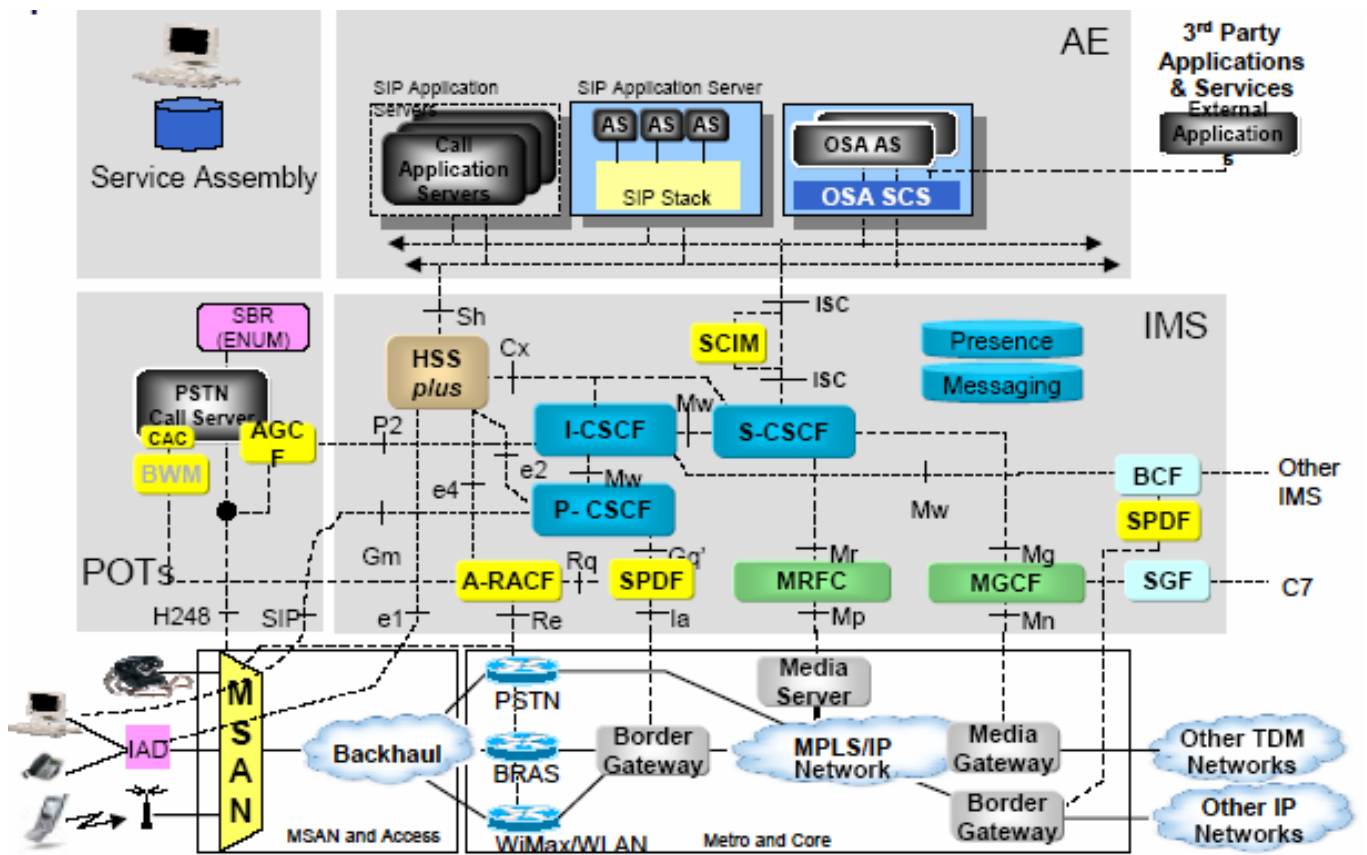 AE
3rd Party
Applications
& Services
External
Application
s
SIP Application
Servers
SIP Application Server
AS AS AS
Call
Application
Servers
SIP Stack
OSA AS
OSA SCS
Service Assembly
SBR
(ENUM)
Sh
ISC
IMS
SCIM
Presence
HSS
plus
Cx
ISC
Messaging
PSTN
Call Server
CAC
AGC
F
P2
I-CSCF
Mw
S-CSCF
BWM
e2
Mw
BCF
Other
IMS
e4
P- CSCF
Mw
SPDF
Gm
Rq
Gq'
Mr
Mg
POTs
A-RACF
SPDF
MRFC
MGCF
SGF
C7
H248
SIP
e1
Re
Ia
Mp
Mn
M
S
A
N
PSTN
Media
Server
IAD
Backhaul
BRAS
Border
Gateway
MPLS/IP
Network
Media
Gateway
Other TDM
Networks
Border
Gateway
Other IP
Networks
MSAN and Access
WiMax/WLAN
Metro and Core